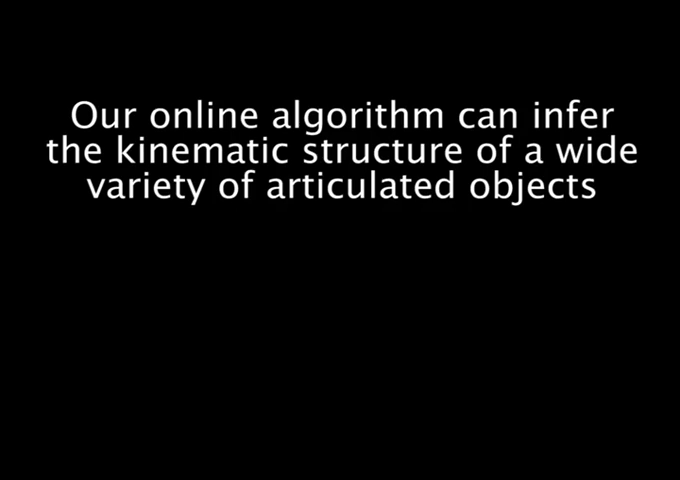 Our online algorithm can infer
the kinematic structure of a wide
variety of articulated objects